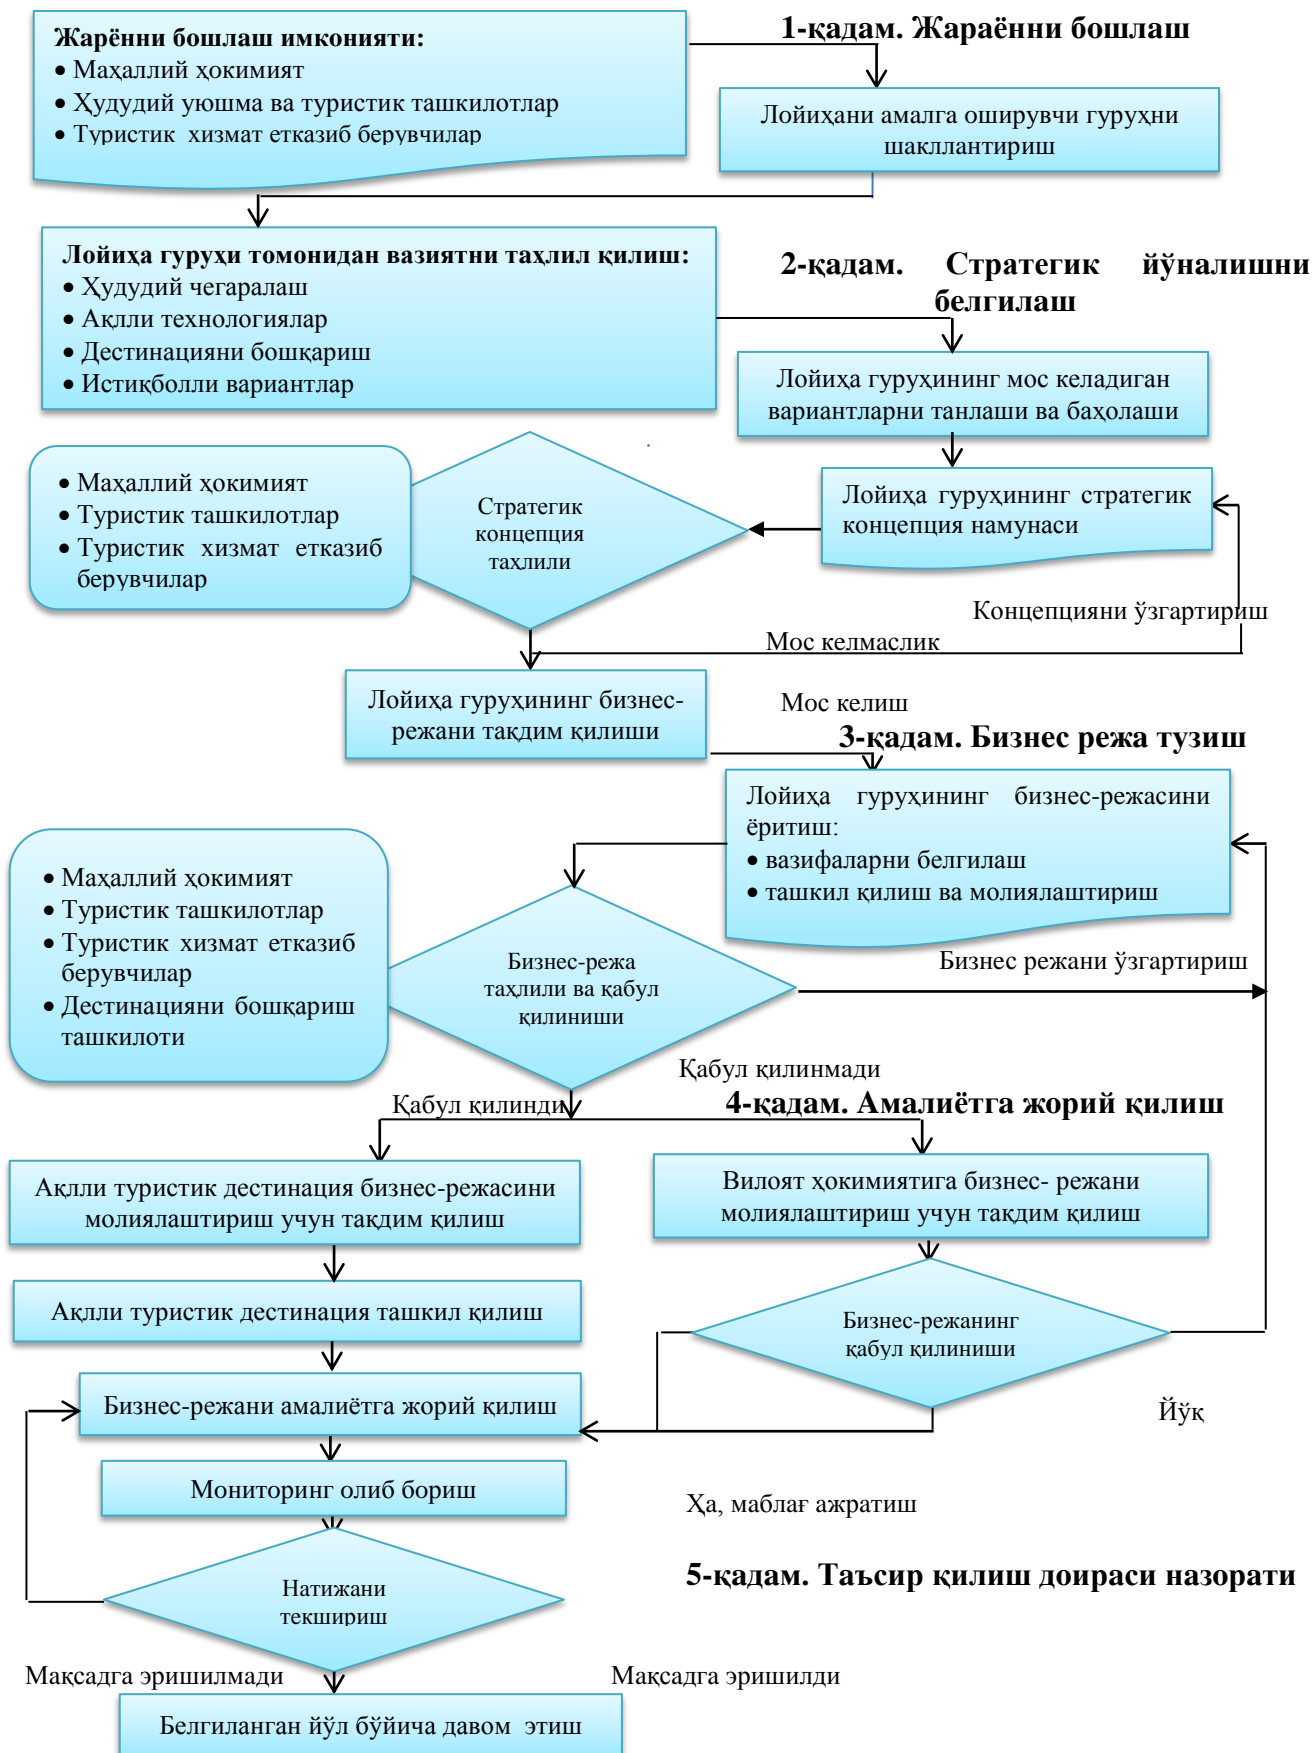 Жарённи бошлаш имконияти:
• Маҳаллий ҳокимият
• Ҳудудий уюшма ва туристик ташкилотлар
• Туристик хизмат етказиб берувчилар
1-қадам. Жараённи бошлаш
Лойиҳани амалга оширувчи гуруҳни
шакллантириш
Лойиҳа гуруҳи томонидан вазиятни таҳлил қилиш:
• Ҳудудий чегаралаш
• Ақлли технологиялар
• Дестинацияни бошқариш
• Истиқболли вариантлар
2-қадам. Стратегик йўналишни
белгилаш
Лойиҳа гуруҳининг мос келадиган
вариантларни танлаши ва баҳолаши
• Маҳаллий ҳокимият
• Туристик ташкилотлар
• Туристик хизмат етказиб
берувчилар
Стратегик
концепция
таҳлили
Лойиҳа гуруҳининг стратегик
концепция намунаси
Концепцияни ўзгартириш
Мос келмаслик
Лойиҳа гуруҳининг бизнес-
режани тақдим қилиши
Мос келиш
3-қадам. Бизнес режа тузиш
Лойиҳа гуруҳининг бизнес-режасини
ёритиш:
• вазифаларни белгилаш
• ташкил қилиш ва молиялаштириш
• Маҳаллий ҳокимият
• Туристик ташкилотлар
• Туристик хизмат етказиб
берувчилар
• Дестинацияни бошқариш
ташкилоти
Бизнес-режа
таҳлили ва қабул
қилиниши
Бизнес режани ўзгартириш
Қабул қилинмади
Қабул қилинди
4-қадам. Амалиётга жорий қилиш
Ақлли туристик дестинация бизнес-режасини
молиялаштириш учун тақдим қилиш
Вилоят ҳокимиятига бизнес- режани
молиялаштириш учун тақдим қилиш
Ақлли туристик дестинация ташкил қилиш
Бизнес-режанинг
қабул қилиниши
Бизнес-режани амалиётга жорий қилиш
Йўқ
Мониторинг олиб бориш
Ҳа, маблағ ажратиш
5-қадам. Таъсир қилиш доираси назорати
Натижани
текшириш
Мақсадга эришилмади
Мақсадга эришилди
Белгиланган йўл бўйича давом этиш